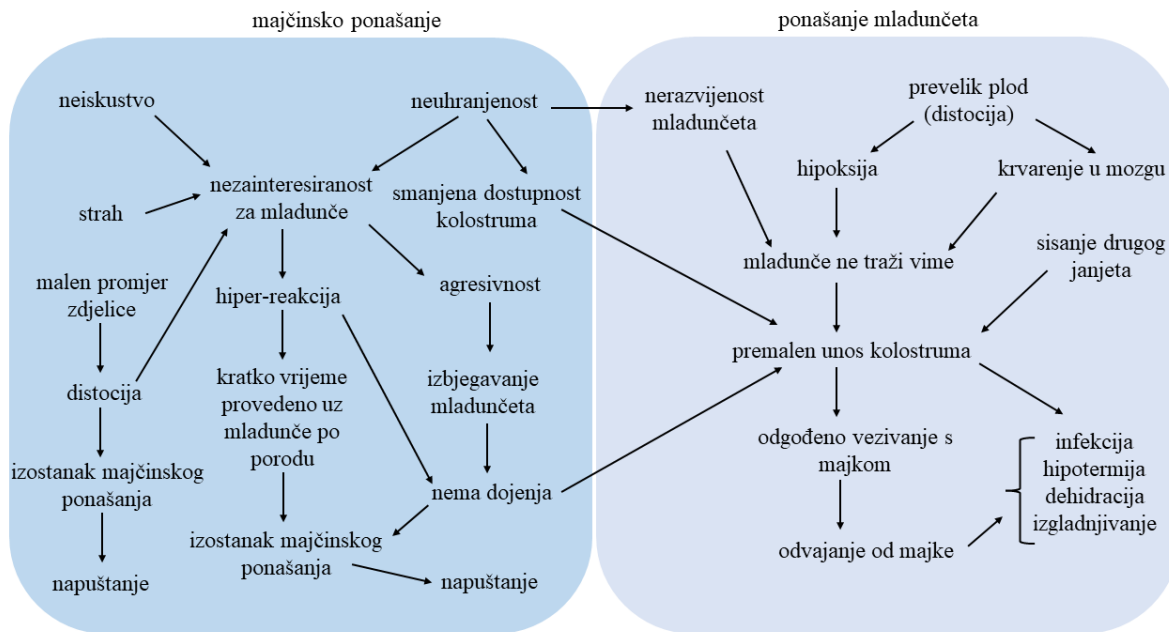 majčinsko ponašanje
ponašanje mladunčeta
neiskustvo
neuhranjenost
strah
nezainteresiranost
za mladunče
smanjena dostupnost
kolostruma
malen promjer
zdjelice
hiper-reakcija
agresivnost
distocija
kratko vrijeme
provedeno uz
mladunče po
porodu
izbjegavanje
mladunčeta
izostanak majčinskog
ponašanja
nema dojenja
izostanak majčinskog
ponašanja
napuštanje
napuštanje
nerazvijenost
mladunčeta
prevelik plod
(distocija)
hipoksija
krvarenje u mozgu
mladunče ne traži vime
sisanje drugog
janjeta
premalen unos kolostruma
odgođeno vezivanje s
majkom
infekcija
hipotermija
dehidracija
izgladnjivanje
odvajanje od majke